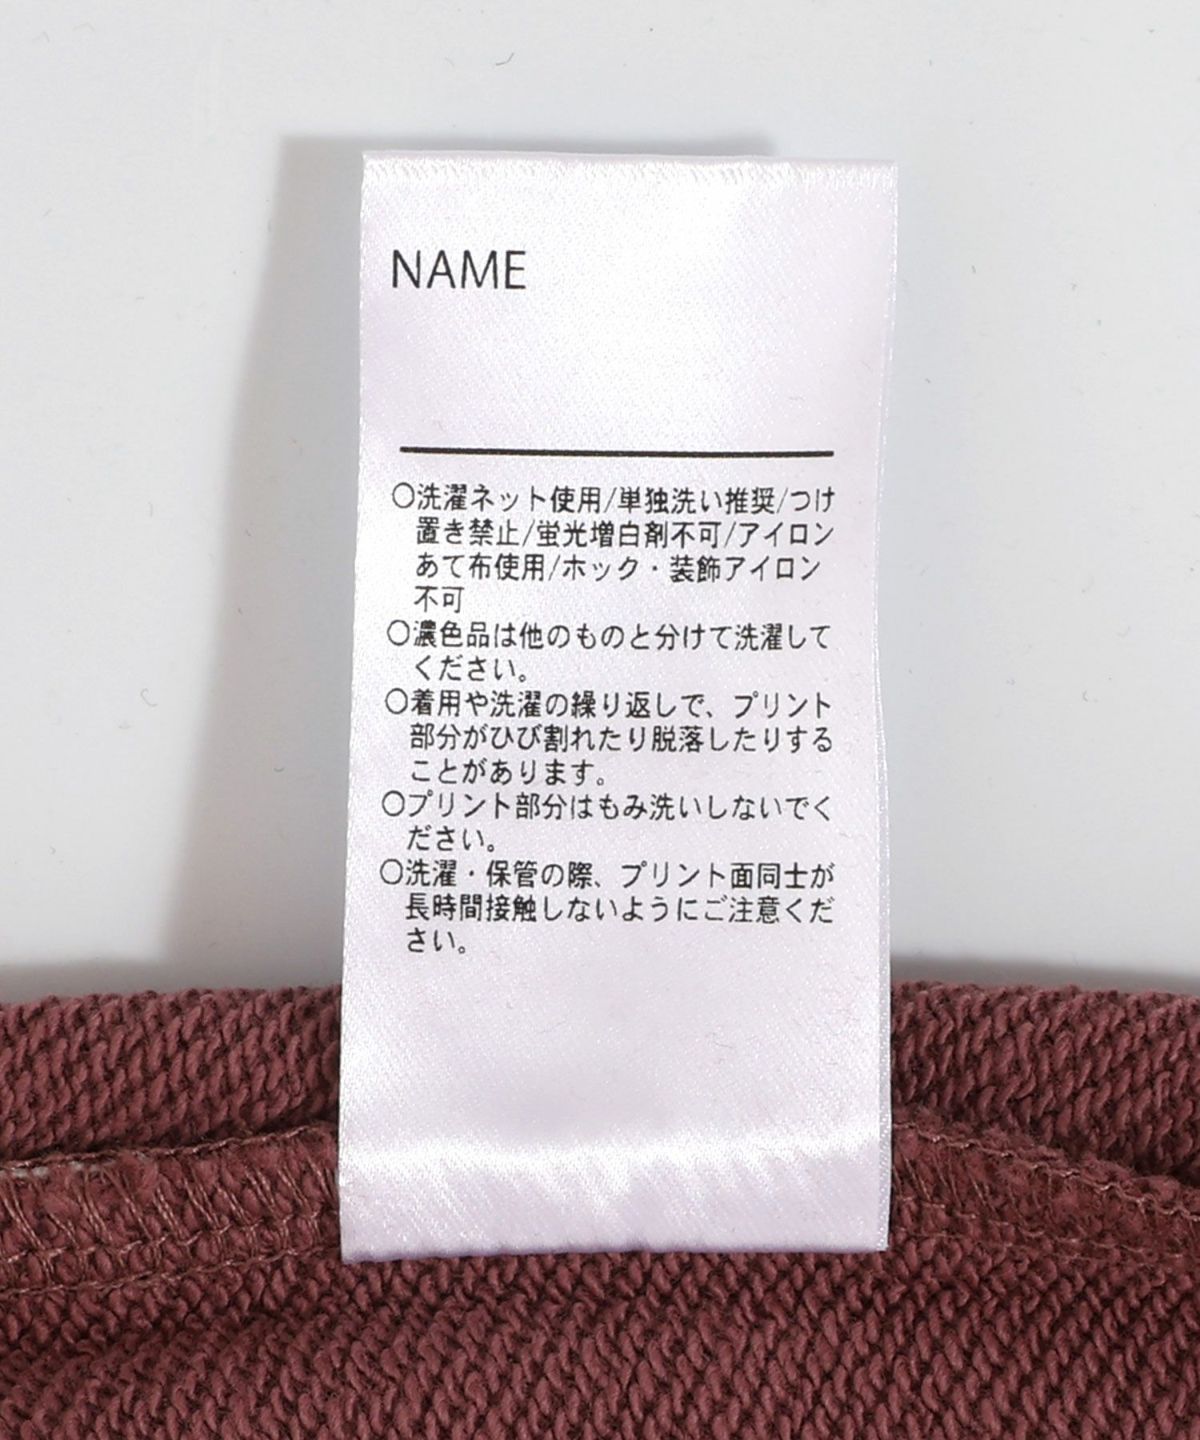 NAME
○洗濯ネット使用/単独洗い推奨/つけ
置き禁止/蛍光増白剤不可/アイロン
あて布使用/ホック・装飾アイロン
不可
○濃色品は他のものと分けて洗濯して
ください。
○着用や洗濯の繰り返しで、プリント
部分がひび割れたり脱落したりする
ことがあります。
○プリント部分はもみ洗いしないでく
ださい。
○洗濯・保管の際、プリント面同士が
長時間接触しないようにご注意くだ
さい。